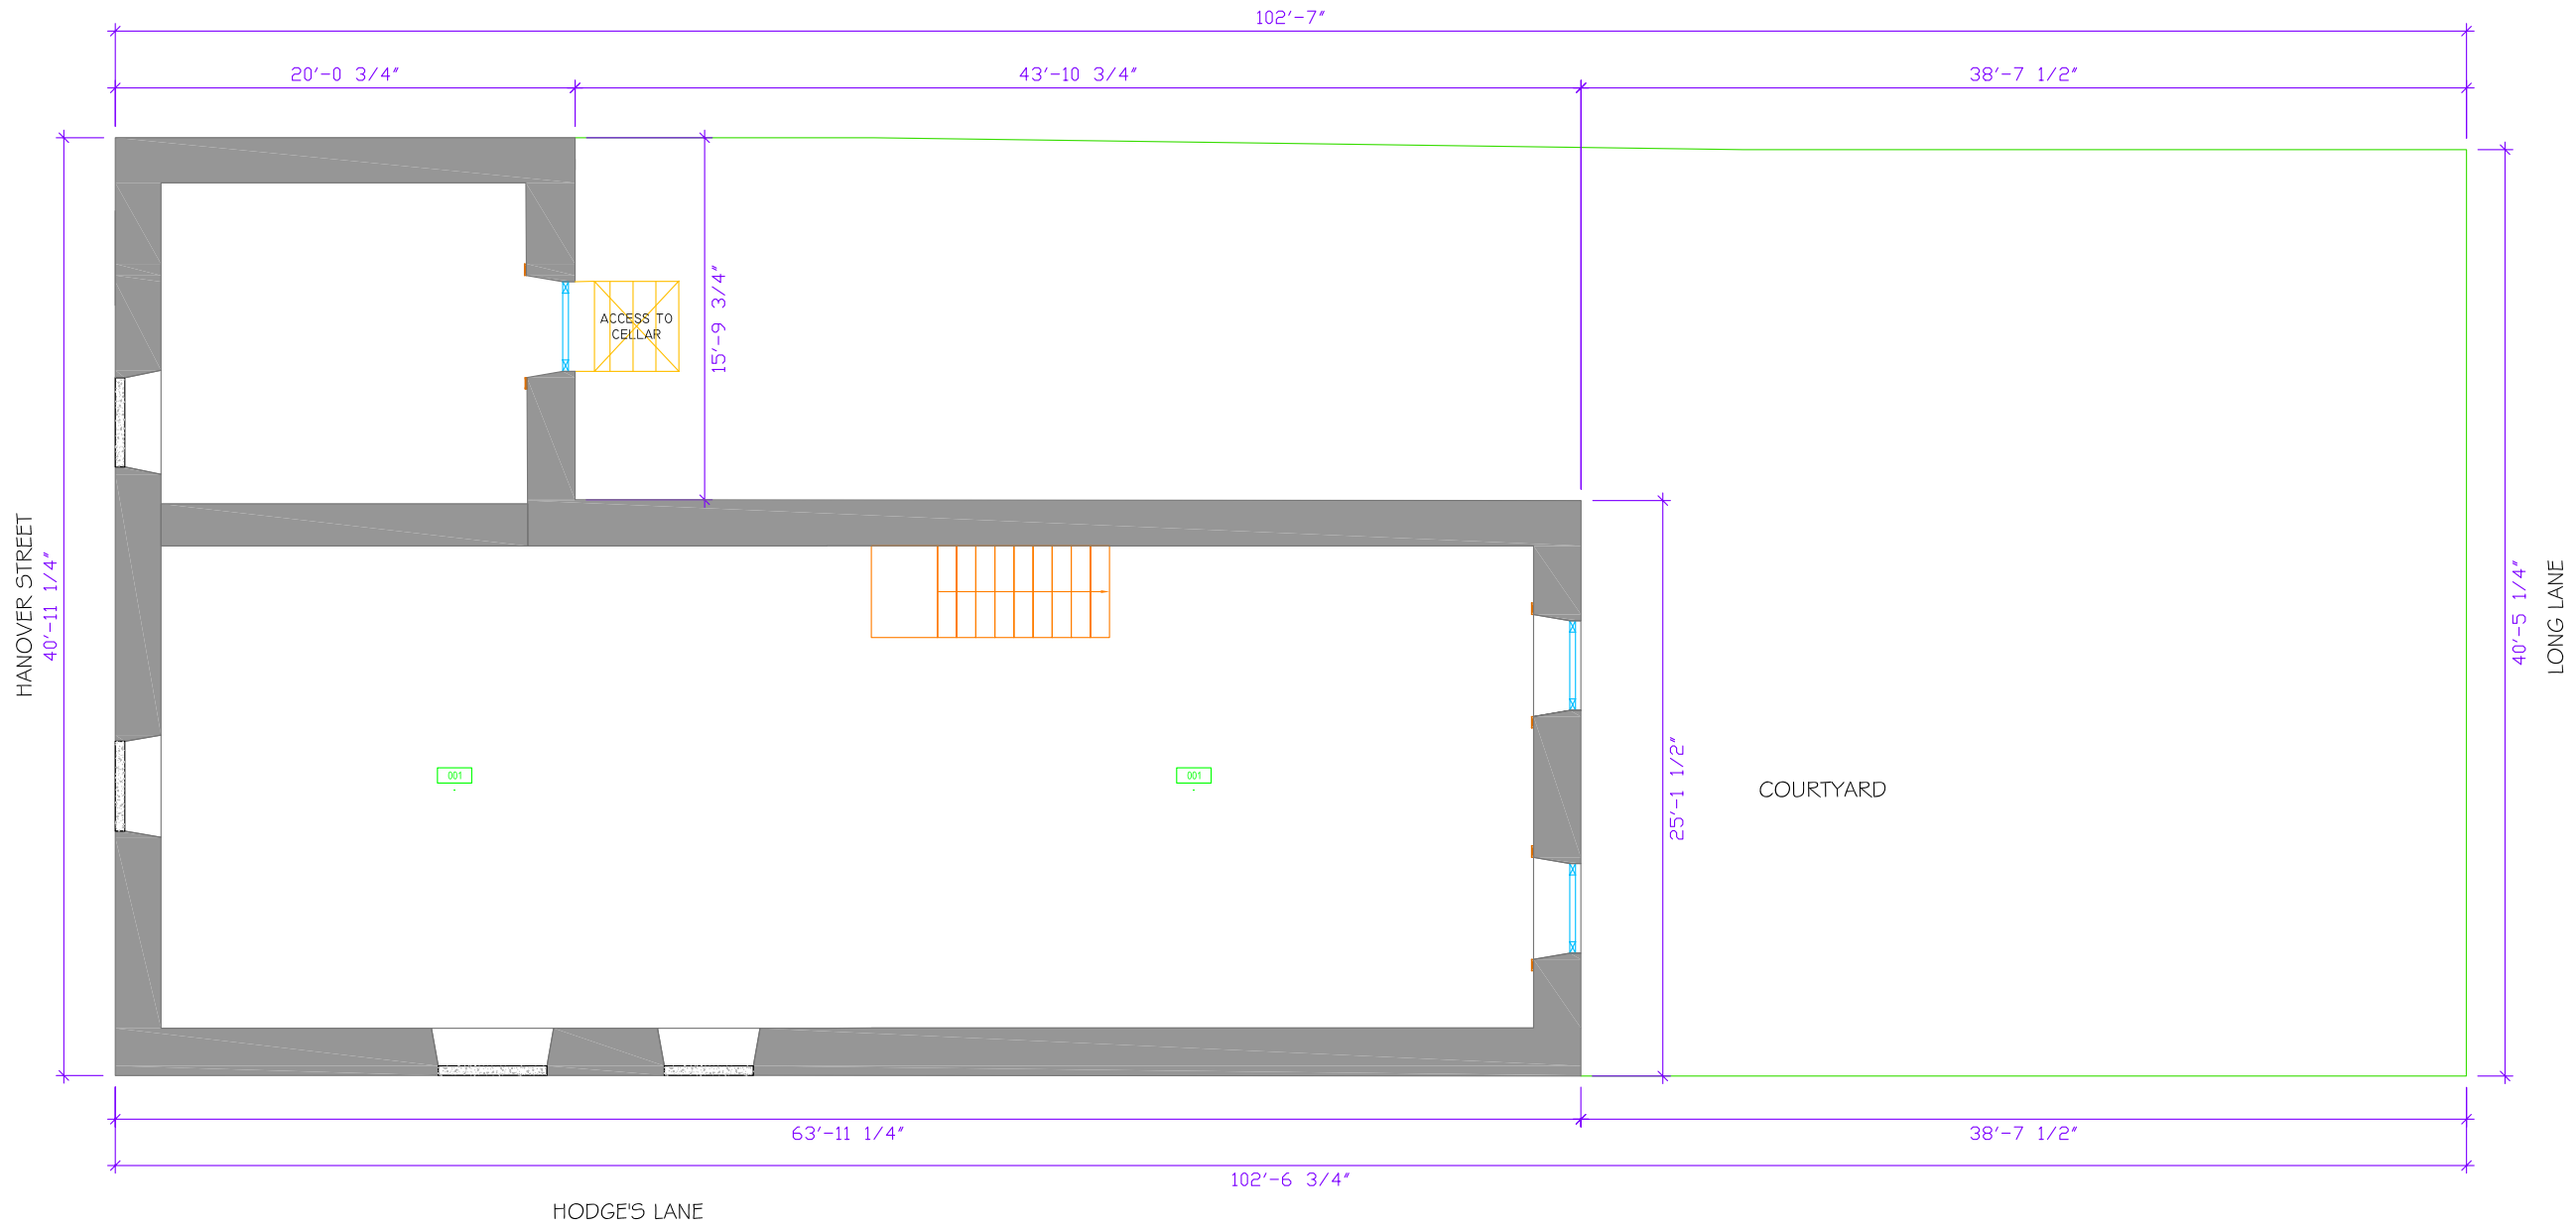 102'-7"
20'-0 3/4"
43'-10 3/4"
38'-7 1/2"
ACCESS TO
CELLAR
15'-9 3/4"
HANOVER STREET
40'-11 1/4"
40'-5 1/4"
LONG LANE
001
001
25'-1 1/2"
COURTYARD
63'-11 1/4"
38'-7 1/2"
102'-6 3/4"
HODGE'S LANE